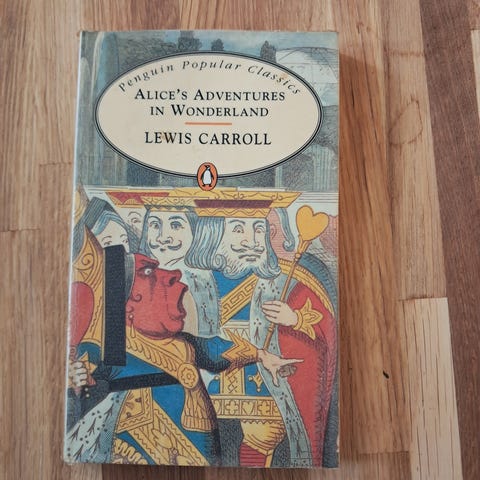 Penguin Popular Classics
ALICE'S ADVENTURES
IN WONDERLAND
LEWIS CARROLL